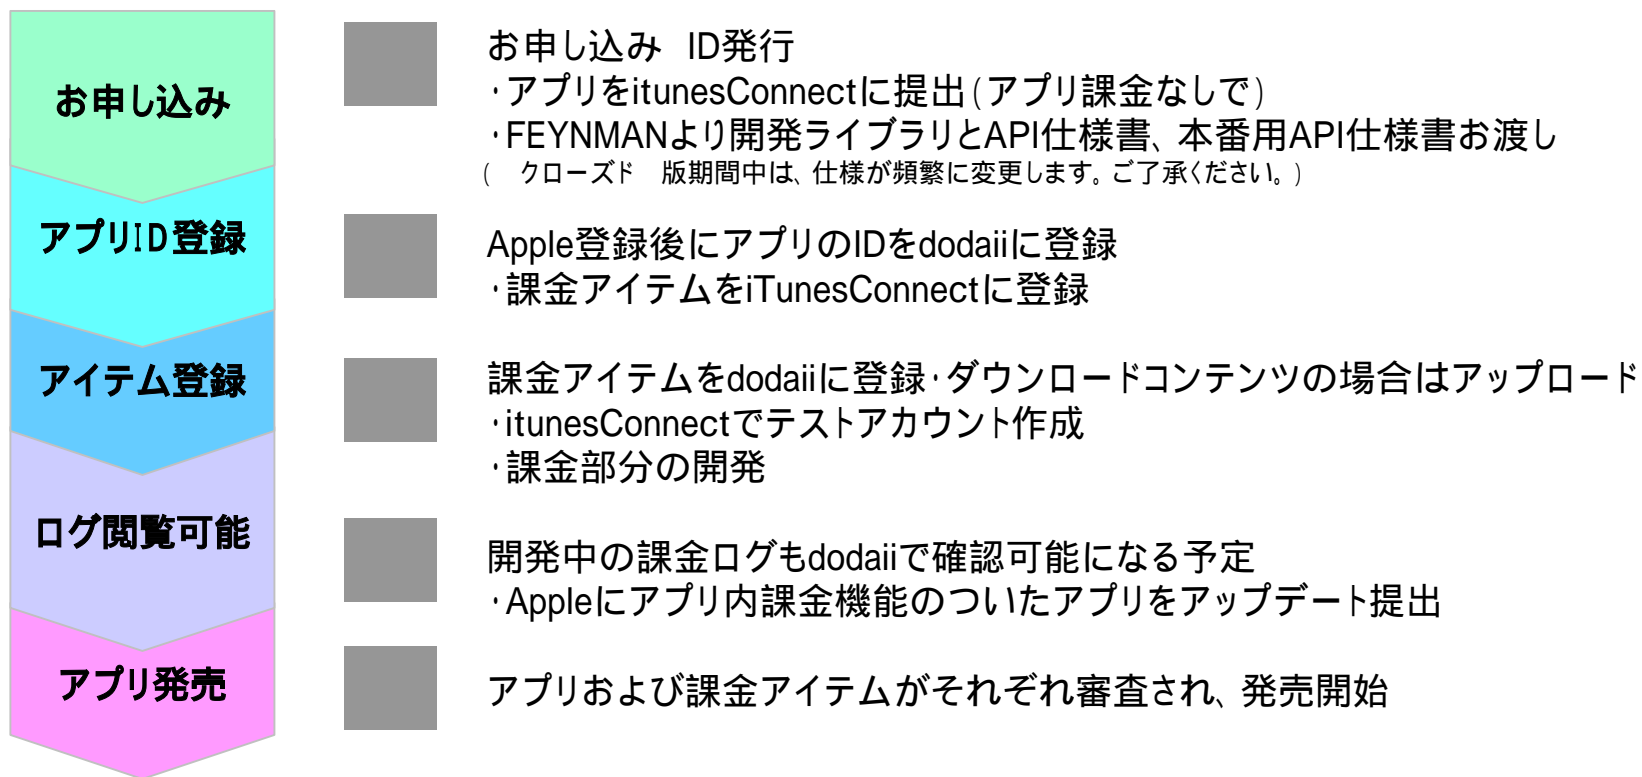 お申し込み
お申し込み　ID発行
・アプリをitunesConnectに提出(アプリ課金なしで)
・FEYNMANより開発ライブラリとAPI仕様書、本番用API仕様書お渡し
(　クローズド　版期間中は、仕様が頻繁に変更します。ご了承ください。)
アプリID登録
Apple登録後にアプリのIDをdodaiiに登録
・課金アイテムをiTunesConnectに登録
アイテム登録
課金アイテムをdodaiiに登録・ダウンロードコンテンツの場合はアップロード
・itunesConnectでテストアカウント作成
・課金部分の開発
ログ閲覧可能
開発中の課金ログもdodaiiで確認可能になる予定
・Appleにアプリ内課金機能のついたアプリをアップデート提出
アプリ発売
アプリおよび課金アイテムがそれぞれ審査され、発売開始